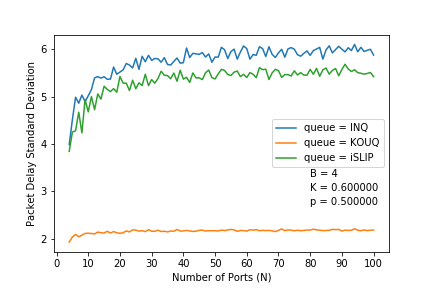 Packet Delay Standard Deviation
6
5
4
3
2
queue = INQ
queue = KOUQ
queue = iSLIP
B = 4
K = 0.600000
p = 0.500000
0 10 20 30 40 50 60 70 80 90 100
Number of Ports (N)